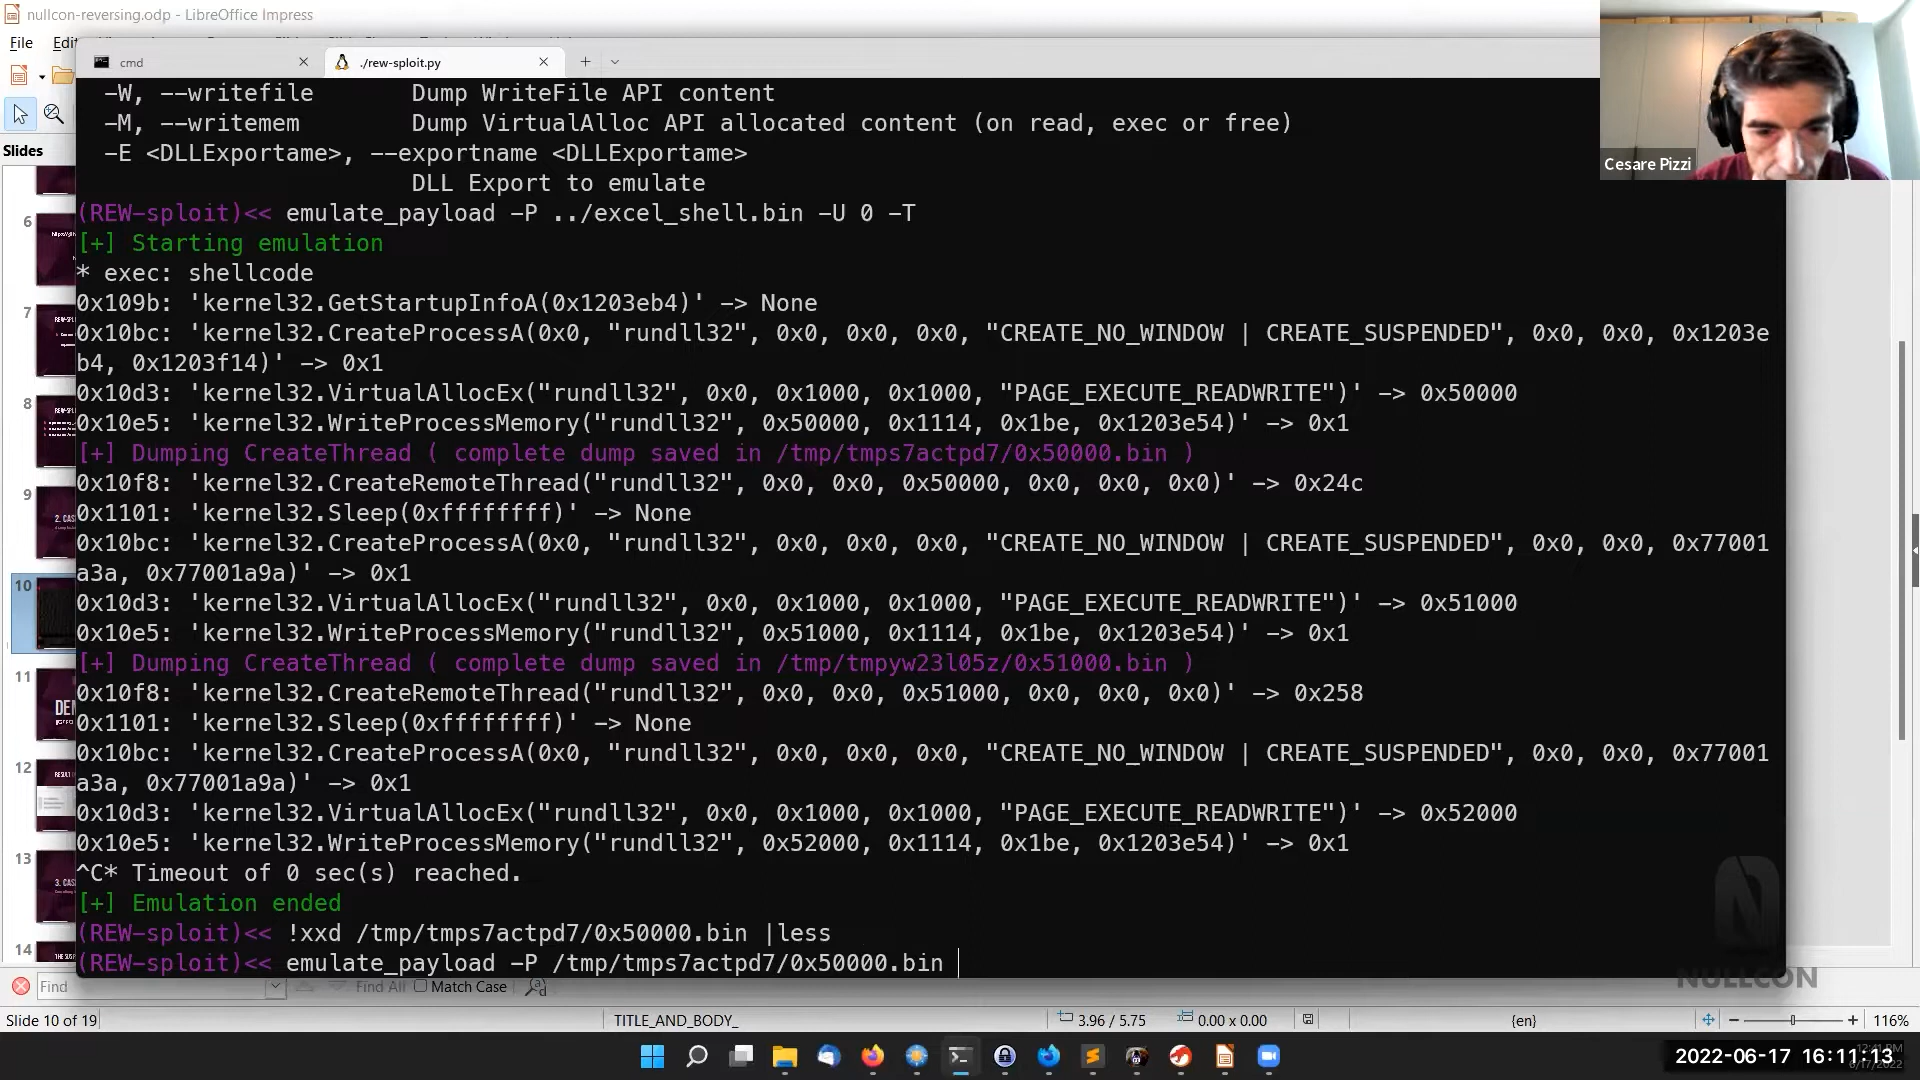 nullcon-reversing.odp - LibreOffice Impress
File Edit
cmd
./rew-sploit.py
Slides
-W, --writefile Dump WriteFile API content
-M, --writemem Dump VirtualAlloc API allocated content (on read, exec or free)
-E <DLLExportame>, --exportname <DLLExportame>
DLL Export to emulate
(REW-sploit)<< emulate_payload -P ../excel_shell.bin -U 0 -T
[+] Starting emulation
* exec: shellcode
0x109b: 'kernel32.GetStartupInfoA(0x1203eb4)' -> None
0x10bc: 'kernel32.CreateProcessA(0x0, "rundll32", 0x0, 0x0, 0x0, "CREATE_NO_WINDOW | CREATE_SUSPENDED", 0x0, 0x0, 0x1203e
b4, 0x1203f14)' -> 0x1
0x10d3: 'kernel32.VirtualAllocEx("rundll32", 0x0, 0x1000, 0x1000, "PAGE_EXECUTE_READWRITE")' -> 0x50000
0x10e5: 'kernel32.WriteProcessMemory("rundll32", 0x50000, 0x1114, 0x1be, 0x1203e54)' -> 0x1
[+] Dumping CreateThread ( complete dump saved in /tmp/tmps7actpd7/0x50000.bin )
0x10f8: 'kernel32.CreateRemoteThread("rundll32", 0x0, 0x0, 0x50000, 0x0, 0x0, 0x0)' -> 0x24c
0x1101: 'kernel32.Sleep(0xffffffff)' -> None
0x10bc: 'kernel32.CreateProcessA(0x0, "rundll32", 0x0, 0x0, 0x0, "CREATE_NO_WINDOW | CREATE_SUSPENDED", 0x0, 0x0, 0x77001
a3a, 0x77001a9a)' -> 0x1
0x10d3: 'kernel32.VirtualAllocEx("rundll32", 0x0, 0x1000, 0x1000, "PAGE_EXECUTE_READWRITE")' -> 0x51000
0x10e5: 'kernel32.WriteProcessMemory("rundll32", 0x51000, 0x1114, 0x1be, 0x1203e54)' -> 0x1
[+] Dumping CreateThread ( complete dump saved in /tmp/tmpyw23l05z/0x51000.bin )
0x10f8: 'kernel32.CreateRemoteThread("rundll32", 0x0, 0x0, 0x51000, 0x0, 0x0, 0x0)' -> 0x258
0x1101: 'kernel32.Sleep(0xffffffff)' -> None
0x10bc: 'kernel32.CreateProcessA(0x0, "rundll32", 0x0, 0x0, 0x0, "CREATE_NO_WINDOW | CREATE_SUSPENDED", 0x0, 0x0, 0x77001
a3a, 0x77001a9a)' -> 0x1
0x10d3: 'kernel32.VirtualAllocEx("rundll32", 0x0, 0x1000, 0x1000, "PAGE_EXECUTE_READWRITE")' -> 0x52000
0x10e5: 'kernel32.WriteProcessMemory("rundll32", 0x52000, 0x1114, 0x1be, 0x1203e54)' -> 0x1
^C* Timeout of 0 sec(s) reached.
[+] Emulation ended
(REW-sploit)<< !xxd /tmp/tmps7actpd7/0x50000.bin |less
(REW-sploit)<< emulate_payload -P /tmp/tmps7actpd7/0x50000.bin
6
7
8
9
10
11
12
13
14
Cesare Pizzi
NULLCON
Find
Find All
Match Case
Slide 10 of 19
TITLE_AND_BODY_
3.96 / 5.75
0.00 x 0.00
{en}
116%
2022-06-17 16:11:13